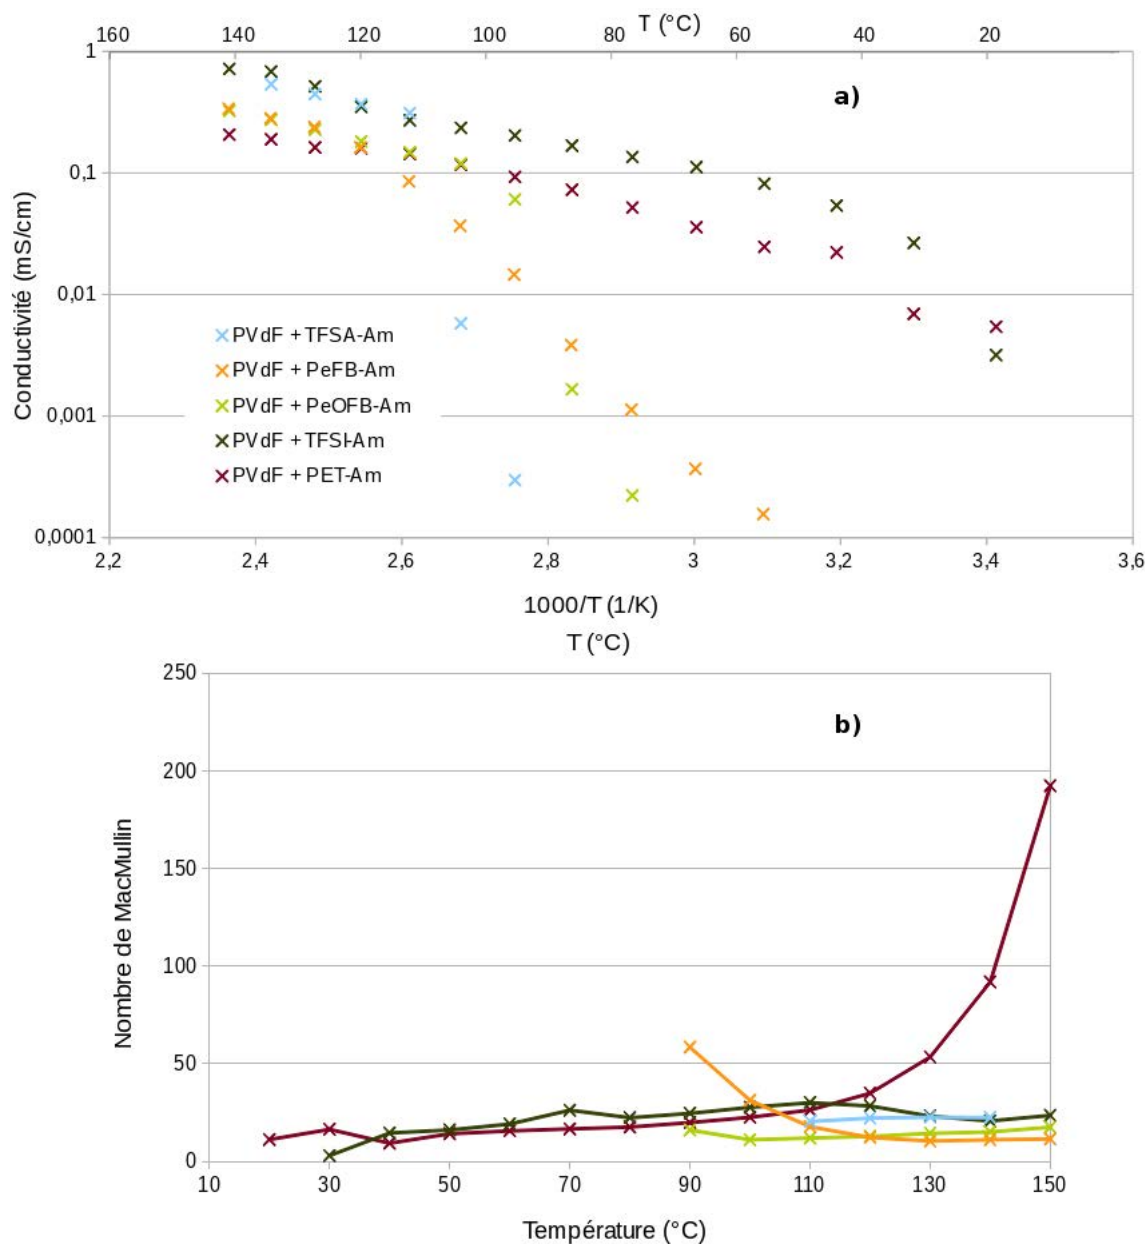 T (°C)
160 140 120 100 80 60 40 20
1
a)
0,1
0,01
0,001
0,0001
Conductivité (mS/cm)
PVdF + TFSA-Am
PVdF + PeFB-Am
PVdF + PeOFB-Am
PVdF + TFSI-Am
PVdF + PET-Am
2,2 2,4 2,6 2,8 3 3,2 3,4 3,6
1000/T (1/K)
T (°C)
250
b)
200
150
100
50
0
Nombre de MacMullin
10 30 50 70 90 110 130 150
Température (°C)